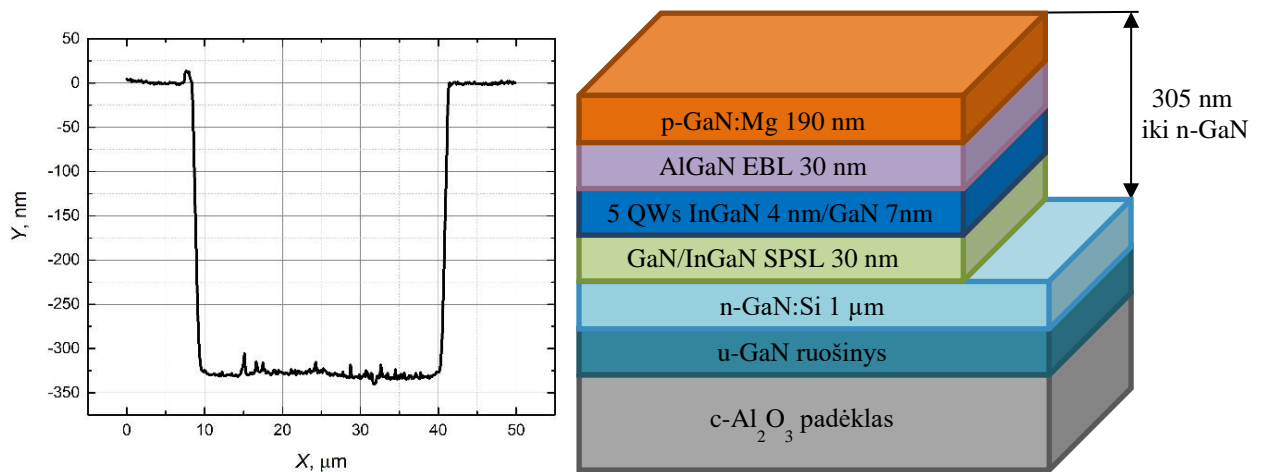 50
0
-50
-100
-150
-200
-250
-300
-350
Y, nm
0 10 20 30 40 50
X, μm
p-GaN:Mg 190 nm
AlGaN EBL 30 nm
5 QWs InGaN 4 nm/GaN 7nm
GaN/InGaN SPSL 30 nm
n-GaN:Si 1 µm
u-GaN ruošinys
c-Al₂O₃ padėklas
305 nm
iki n-GaN